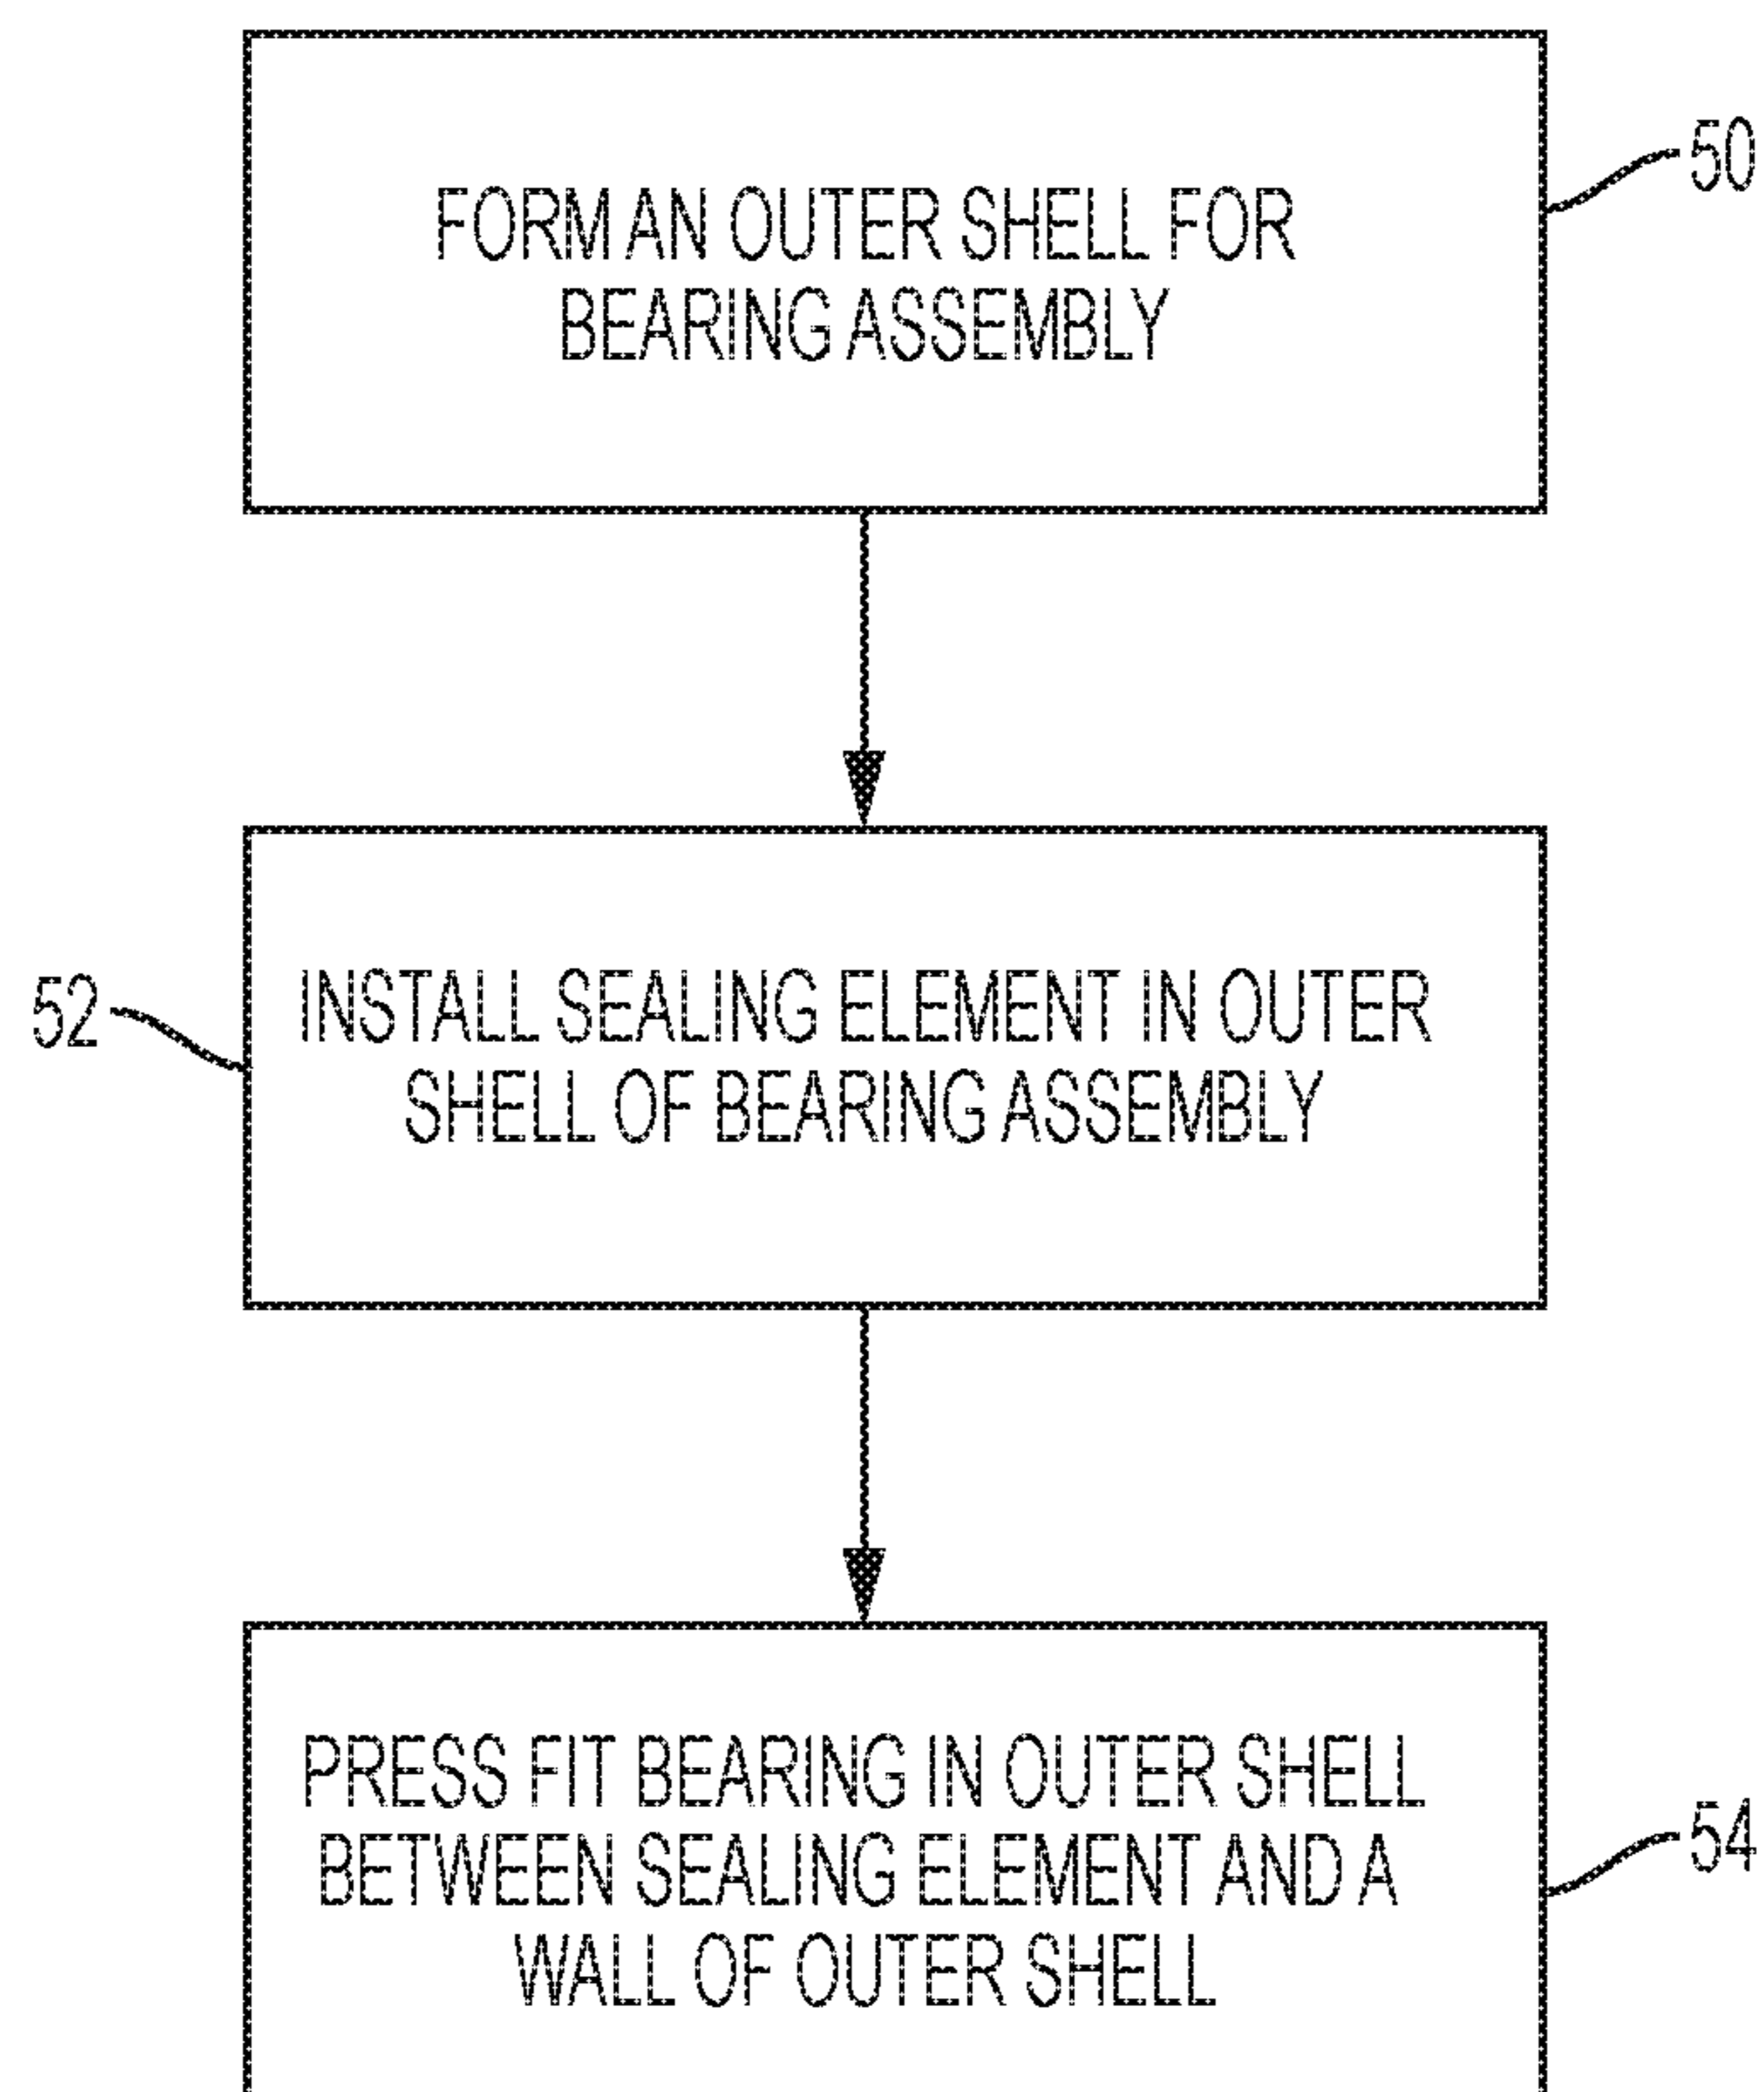 FORM AN OUTER SHELL FOR
BEARING ASSEMBLY
50
52
INSTALL SEALING ELEMENT IN OUTER
SHELL OF BEARING ASSEMBLY
PRESS FIT BEARING IN OUTER SHELL
BETWEEN SEALING ELEMENT AND A
WALL OF OUTER SHELL
54